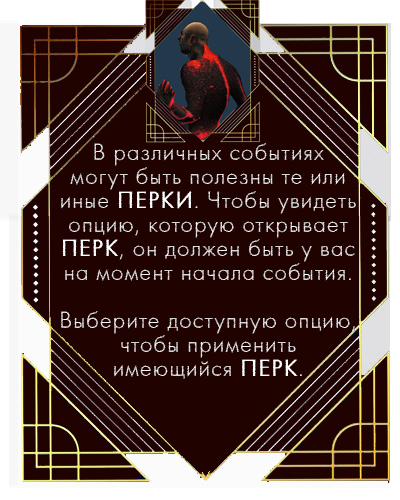 В различных событиях
могут быть полезны те или
иные ПЕРКИ. Чтобы увидеть
опцию, которую открывает
ПЕРК, он должен быть у вас
на момент начала события.
Выберите доступную опцию,
чтобы применить
имеющийся ПЕРК.